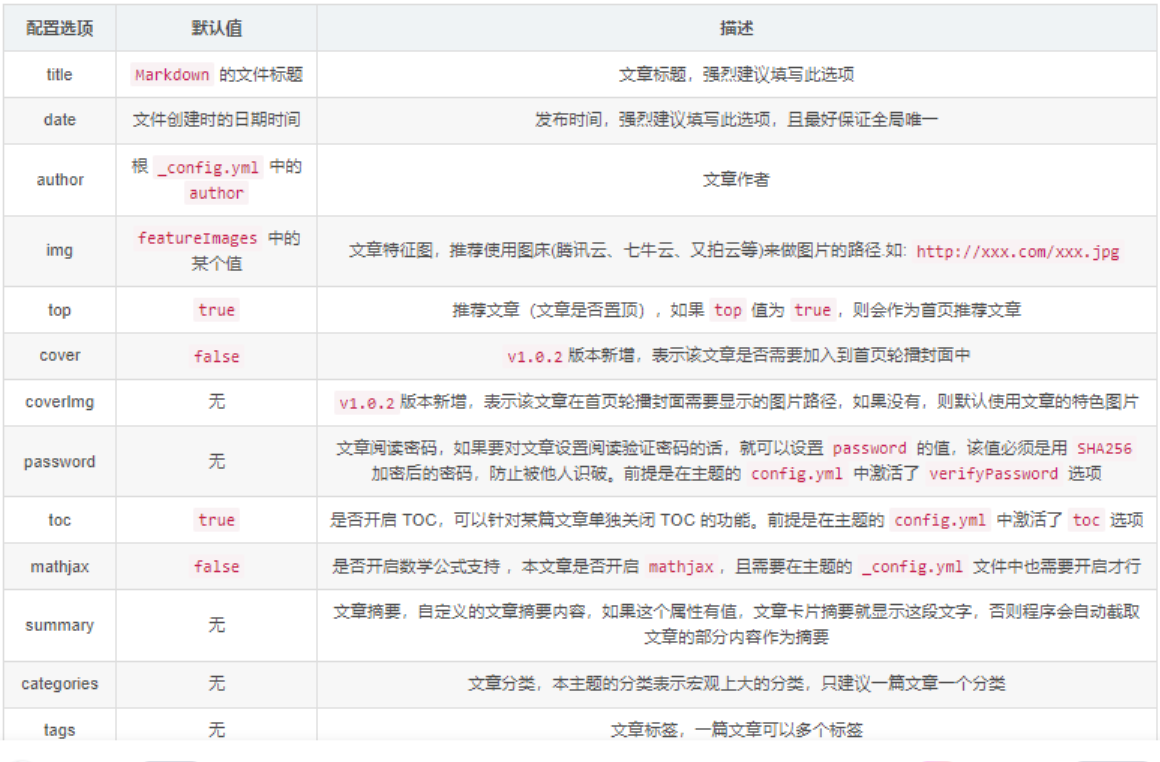 配置选项 默认值 描述
title Markdown 的文件标题 文章标题，强烈建议填写此选项
date 文件创建时的日期时间 发布时间，强烈建议填写此选项，且最好保证全局唯一
author 根 _config.yml 中的 author 文章作者
img featureImages 中的某个值 文章特征图，推荐使用图床(腾讯云、七牛云、又拍云等)来做图片的路径.如: http://xxx.com/xxx.jpg
top true 推荐文章（文章是否置顶），如果 top 值为 true，则会作为首页推荐文章
cover false v1.0.2 版本新增，表示该文章是否需要加入到首页轮播封面中
coverImg 无 v1.0.2 版本新增，表示该文章在首页轮播封面需要显示的图片路径，如果没有，则默认使用文章的特色图片
password 无 文章阅读密码，如果要对文章设置阅读验证密码的话，就可以设置 password 的值，该值必须是用 SHA256
加密后的密码，防止被他人识破。前提是在主题的 config.yml 中激活了 verifyPassword 选项
toc true 是否开启 TOC，可以针对某篇文章单独关闭 TOC 的功能。前提是在主题的 config.yml 中激活了 toc 选项
mathjax false 是否开启数学公式支持 ，本文章是否开启 mathjax，且需要在主题的 _config.yml 文件中也需要开启才行
summary 无 文章摘要，自定义的文章摘要内容，如果这个属性有值，文章卡片摘要就显示这段文字，否则程序会自动截取
文章的部分内容作为摘要
categories 无 文章分类，本主题的分类表示宏观上大的分类，只建议一篇文章一个分类
tags 无 文章标签，一篇文章可以多个标签